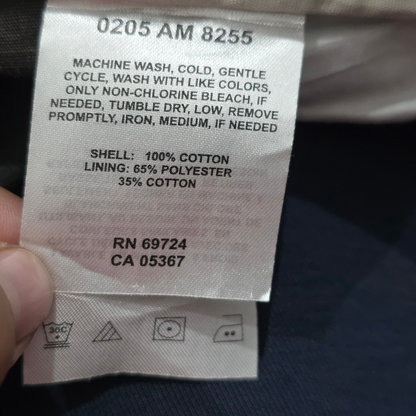 0205 AM 8255
MACHINE WASH, COLD, GENTLE
CYCLE, WASH WITH LIKE COLORS,
ONLY NON-CHLORINE BLEACH, IF
NEEDED, TUMBLE DRY, LOW, REMOVE
PROMPTLY, IRON, MEDIUM, IF NEEDED
SHELL: 100% COTTON
LINING: 65% POLYESTER
35% COTTON
RN 69724
CA 05367
30C